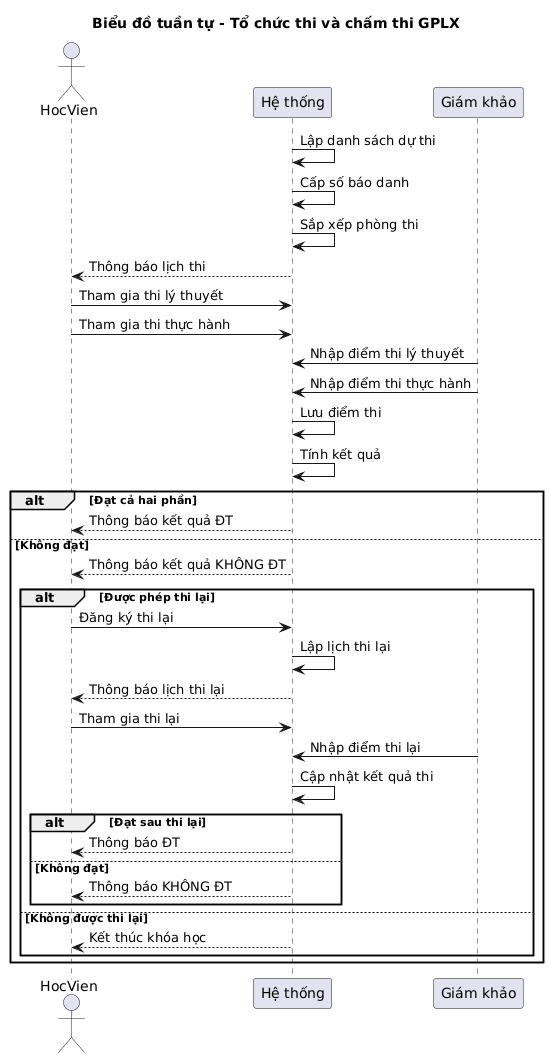 Biểu đồ tuần tự - Tổ chức thi và chấm thi GPLX
HocVien
Hệ thống
Giám khảo
Lập danh sách dự thi
Cấp số báo danh
Sắp xếp phòng thi
Thông báo lịch thi
Tham gia thi lý thuyết
Tham gia thi thực hành
Nhập điểm thi lý thuyết
Nhập điểm thi thực hành
Lưu điểm thi
Tính kết quả
alt [Đạt cả hai phần]
Thông báo kết quả ĐT
[Không đạt]
Thông báo kết quả KHÔNG ĐT
alt [Được phép thi lại]
Đăng ký thi lại
Lập lịch thi lại
Thông báo lịch thi lại
Tham gia thi lại
Nhập điểm thi lại
Cập nhật kết quả thi
alt [Đạt sau thi lại]
Thông báo ĐT
[Không đạt]
Thông báo KHÔNG ĐT
[Không được thi lại]
Kết thúc khóa học
HocVien
Hệ thống
Giám khảo